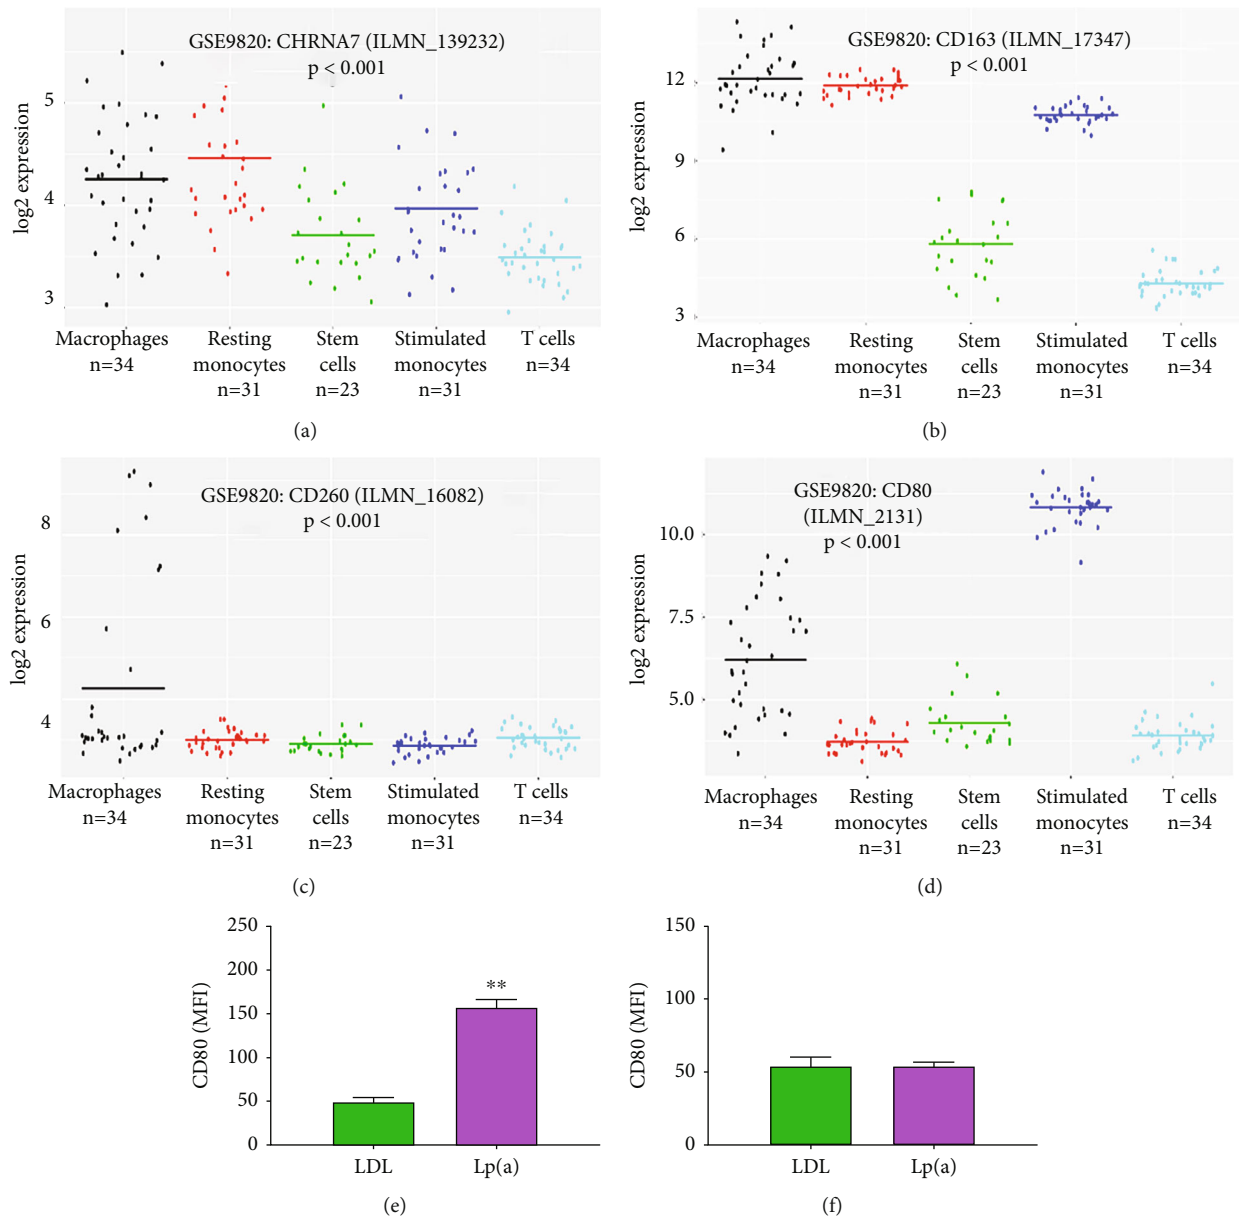 GSE9820: CHRNA7 (ILMN_139232)
p < 0.001
log2 expression
5
4
3
Macrophages
n=34
Resting
monocytes
n=31
Stem
cells
n=23
Stimulated
monocytes
n=31
T cells
n=34
(a)
GSE9820: CD163 (ILMN_17347)
p < 0.001
log2 expression
12
9
6
3
Macrophages
n=34
Resting
monocytes
n=31
Stem
cells
n=23
Stimulated
monocytes
n=31
T cells
n=34
(b)
GSE9820: CD260 (ILMN_16082)
p < 0.001
log2 expression
8
6
4
Macrophages
n=34
Resting
monocytes
n=31
Stem
cells
n=23
Stimulated
monocytes
n=31
T cells
n=34
(c)
GSE9820: CD80
(ILMN_2131)
p < 0.001
log2 expression
10.0
7.5
5.0
Macrophages
n=34
Resting
monocytes
n=31
Stem
cells
n=23
Stimulated
monocytes
n=31
T cells
n=34
(d)
CD80 (MFI)
250
200
150
100
50
0
**
LDL
Lp(a)
(e)
CD80 (MFI)
150
100
50
0
LDL
Lp(a)
(f)